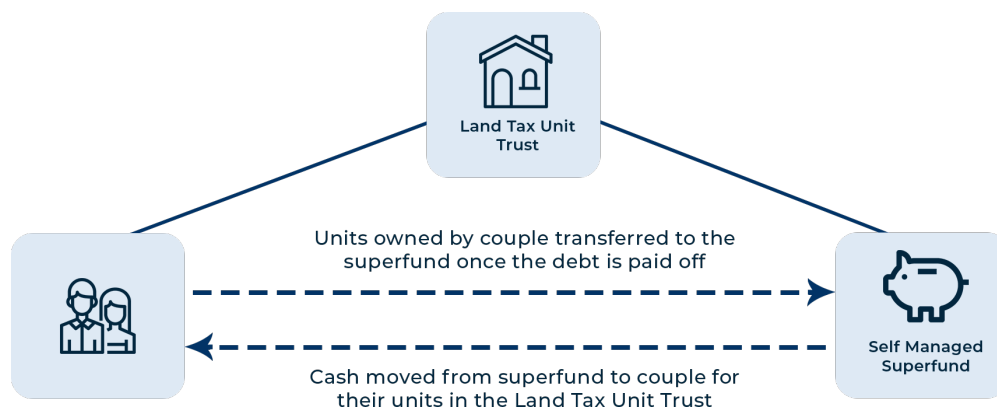 Land Tax Unit
Trust
Units owned by couple transferred to the
superfund once the debt is paid off
Self Managed
Superfund
Cash moved from superfund to couple for
their units in the Land Tax Unit Trust